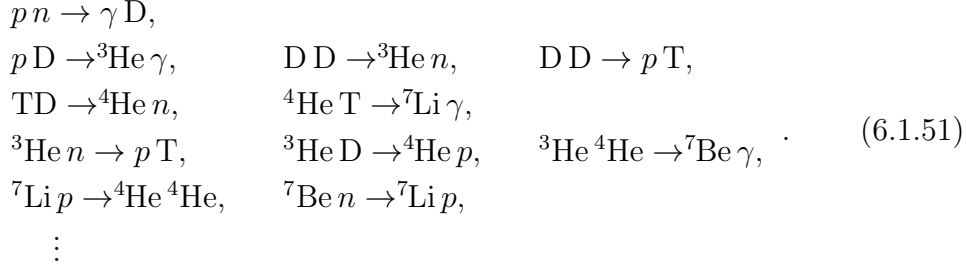 p n → γ D,
p D → ³He γ, D D → ³He n, D D → p T,
TD → ⁴He n, ⁴He T → ⁷Li γ,
³He n → p T, ³He D → ⁴He p, ³He ⁴He → ⁷Be γ, . (6.1.51)
⁷Li p → ⁴He ⁴He, ⁷Be n → ⁷Li p,
⋮